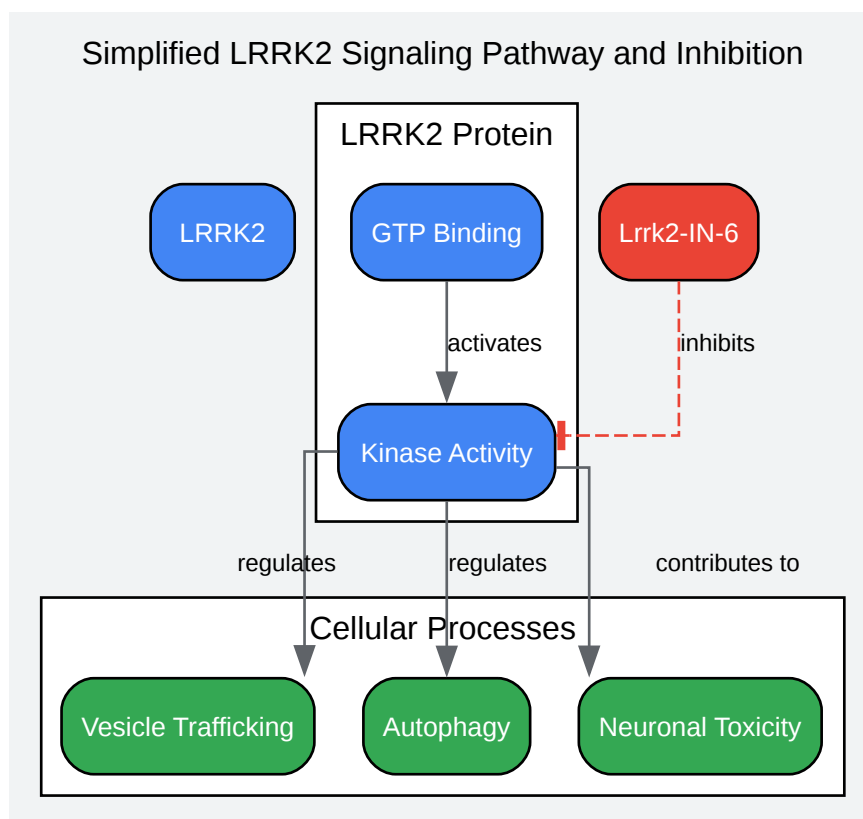 Simplified LRRK2 Signaling Pathway and Inhibition
LRRK2 Protein
LRRK2
GTP Binding
Lrrk2-IN-6
activates
inhibits
Kinase Activity
regulates
regulates
contributes to
Cellular Processes
Vesicle Trafficking
Autophagy
Neuronal Toxicity